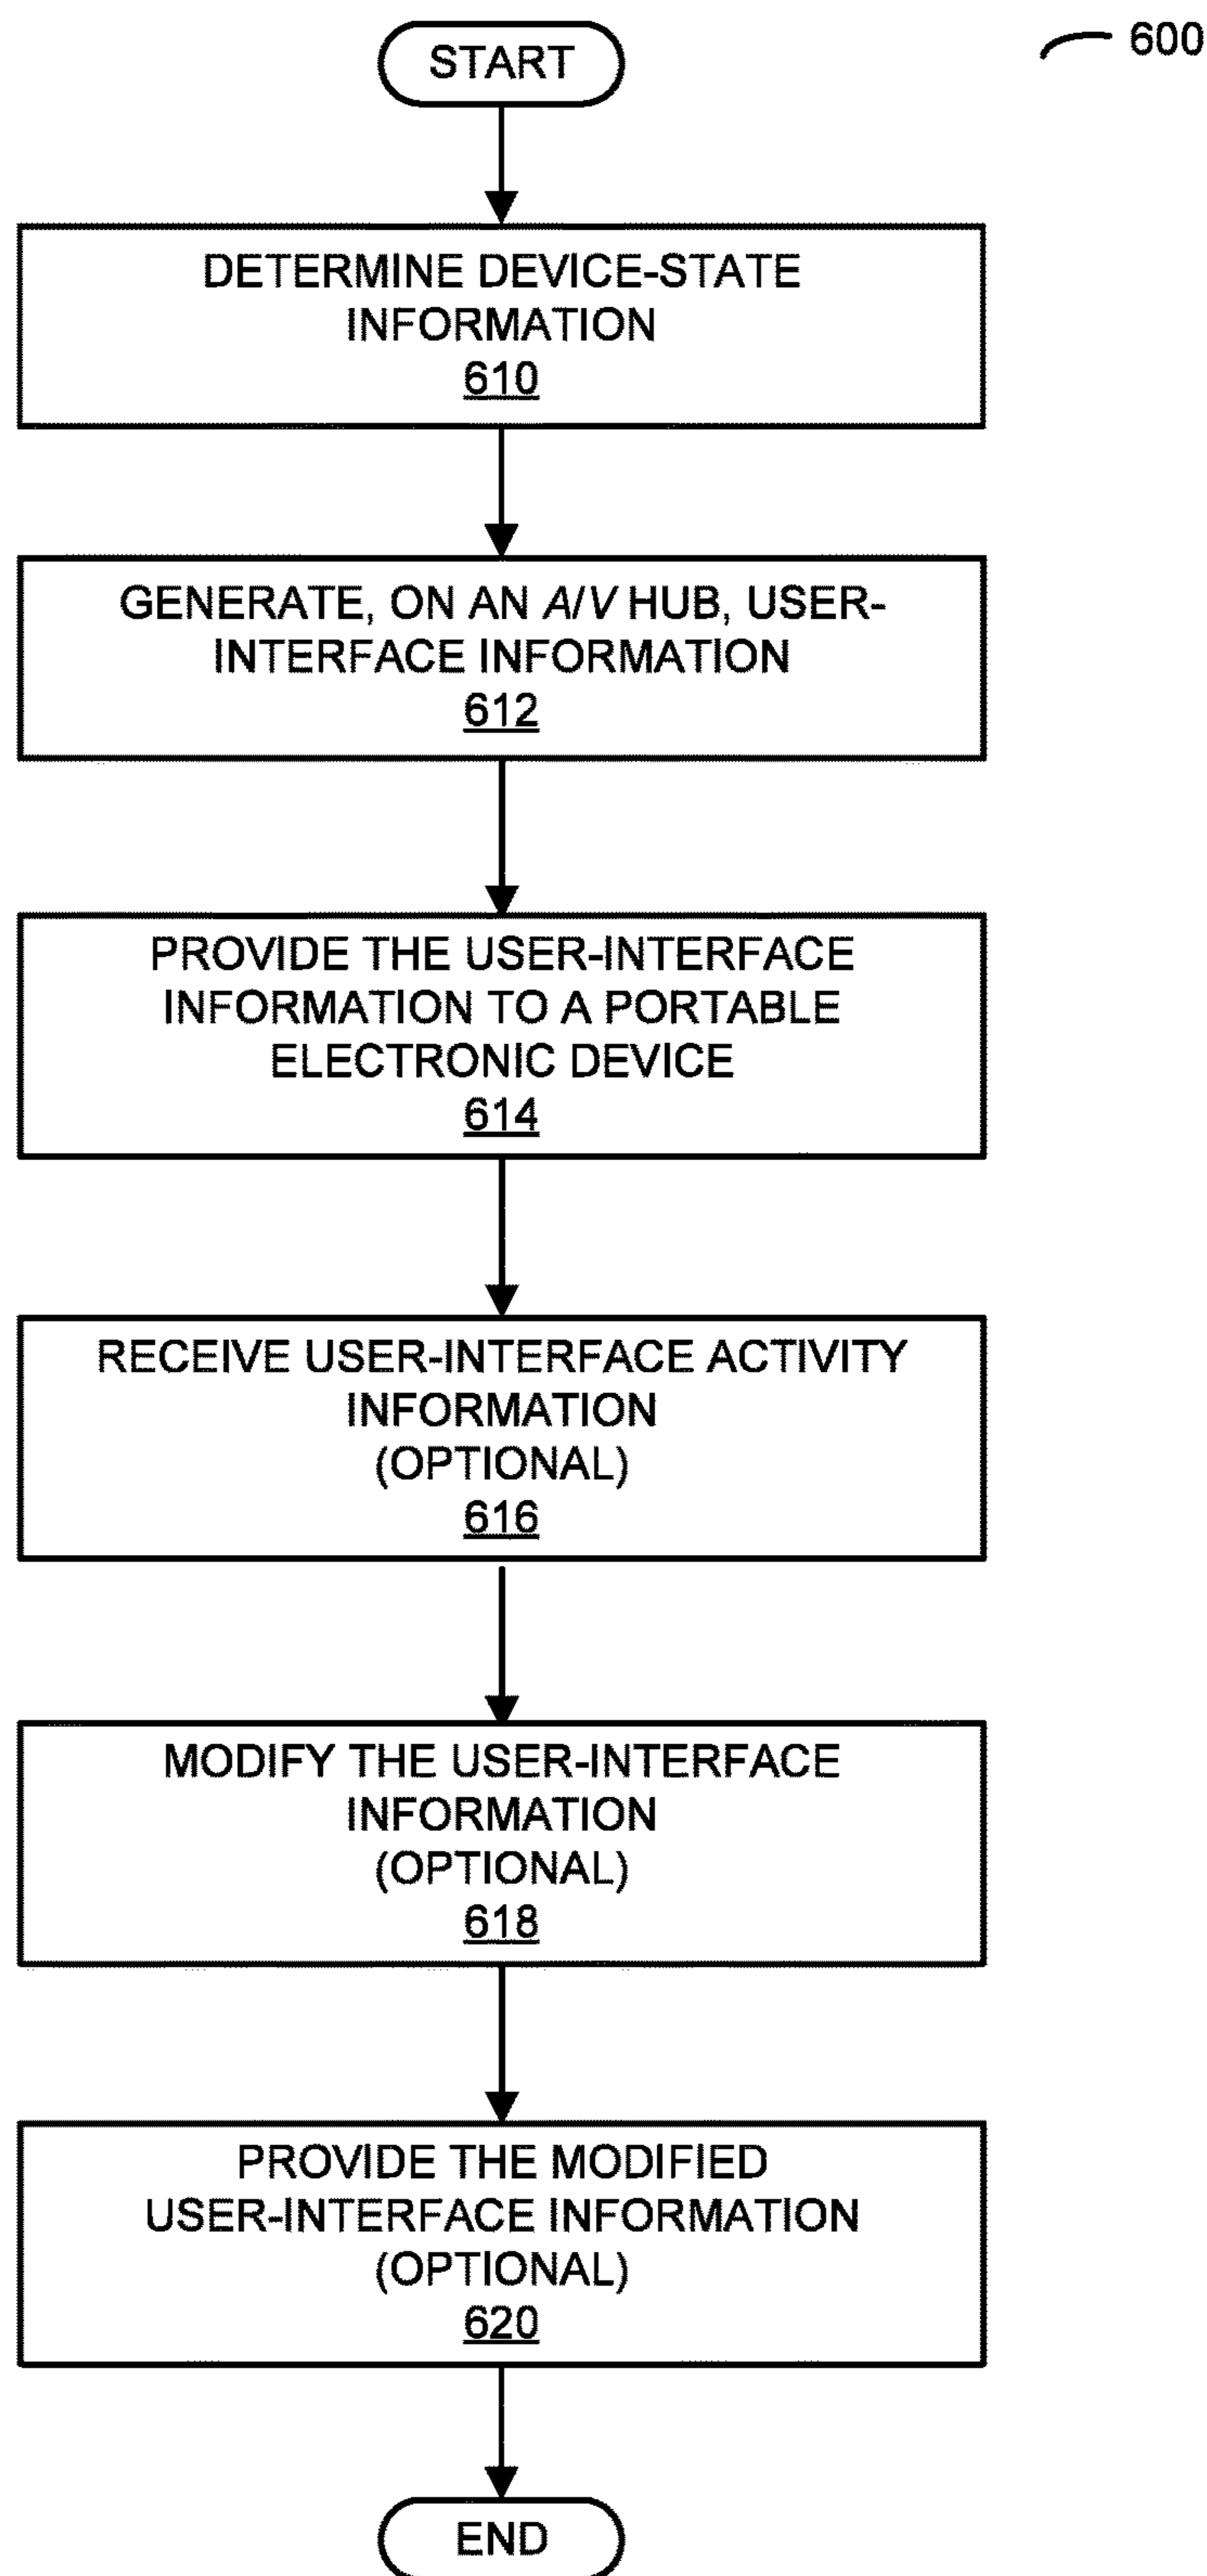 600
START
DETERMINE DEVICE-STATE
INFORMATION
610
GENERATE, ON AN A/V HUB, USER-
INTERFACE INFORMATION
612
PROVIDE THE USER-INTERFACE
INFORMATION TO A PORTABLE
ELECTRONIC DEVICE
614
RECEIVE USER-INTERFACE ACTIVITY
INFORMATION
(OPTIONAL)
616
MODIFY THE USER-INTERFACE
INFORMATION
(OPTIONAL)
618
PROVIDE THE MODIFIED
USER-INTERFACE INFORMATION
(OPTIONAL)
620
END